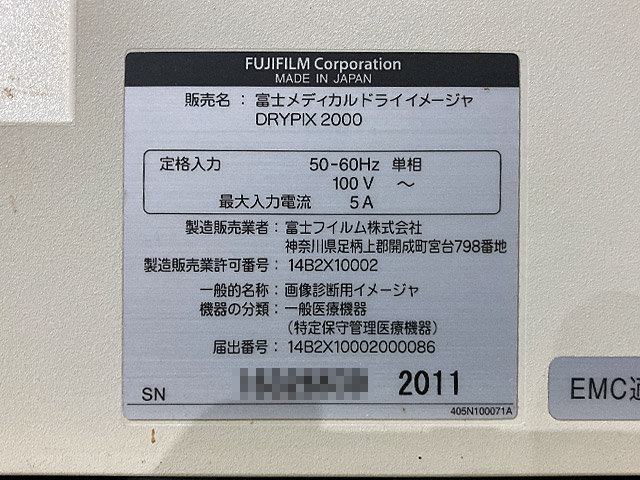 FUJIFILM Corporation
MADE IN JAPAN
販売名：富士メディカルドライイメージャ
DRYPIX 2000
定格入力 50-60Hz 単相
100 V ～
最大入力電流 5 A
製造販売業者：富士フイルム株式会社
神奈川県足柄上郡開成町宮台798番地
製造販売業許可番号：14B2X10002
一般的名称：画像診断用イメージャ
機器の分類：一般医療機器
（特定保守管理医療機器）
届出番号：14B2X10002000086
SN 2011
405N100071A
EMC適